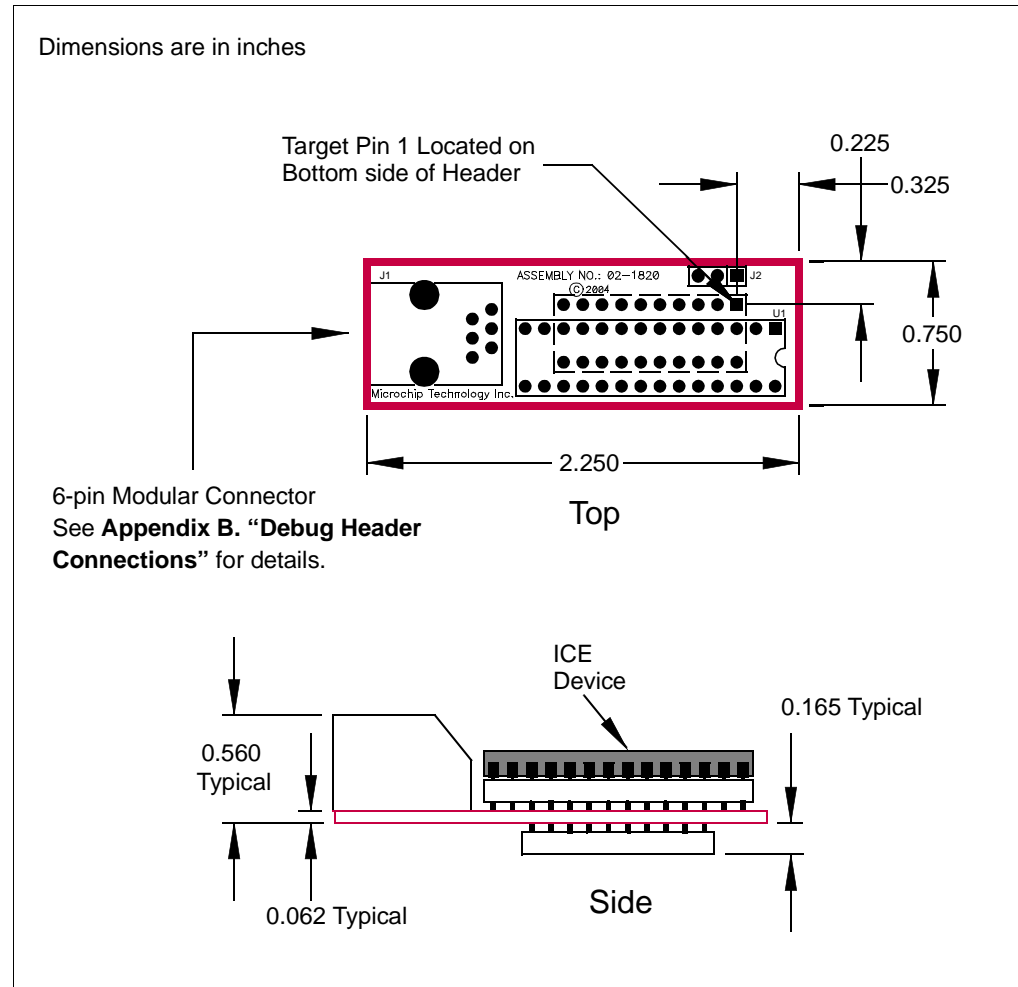 Dimensions are in inches
Target Pin 1 Located on
Bottom side of Header
0.225
0.325
J1
ASSEMBLY NO.: 02-1820
J2
© 2004
U1
0.750
Microchip Technology Inc.
2.250
6-pin Modular Connector
See Appendix B. “Debug Header
Connections” for details.
Top
ICE
Device
0.165 Typical
0.560
Typical
0.062 Typical
Side